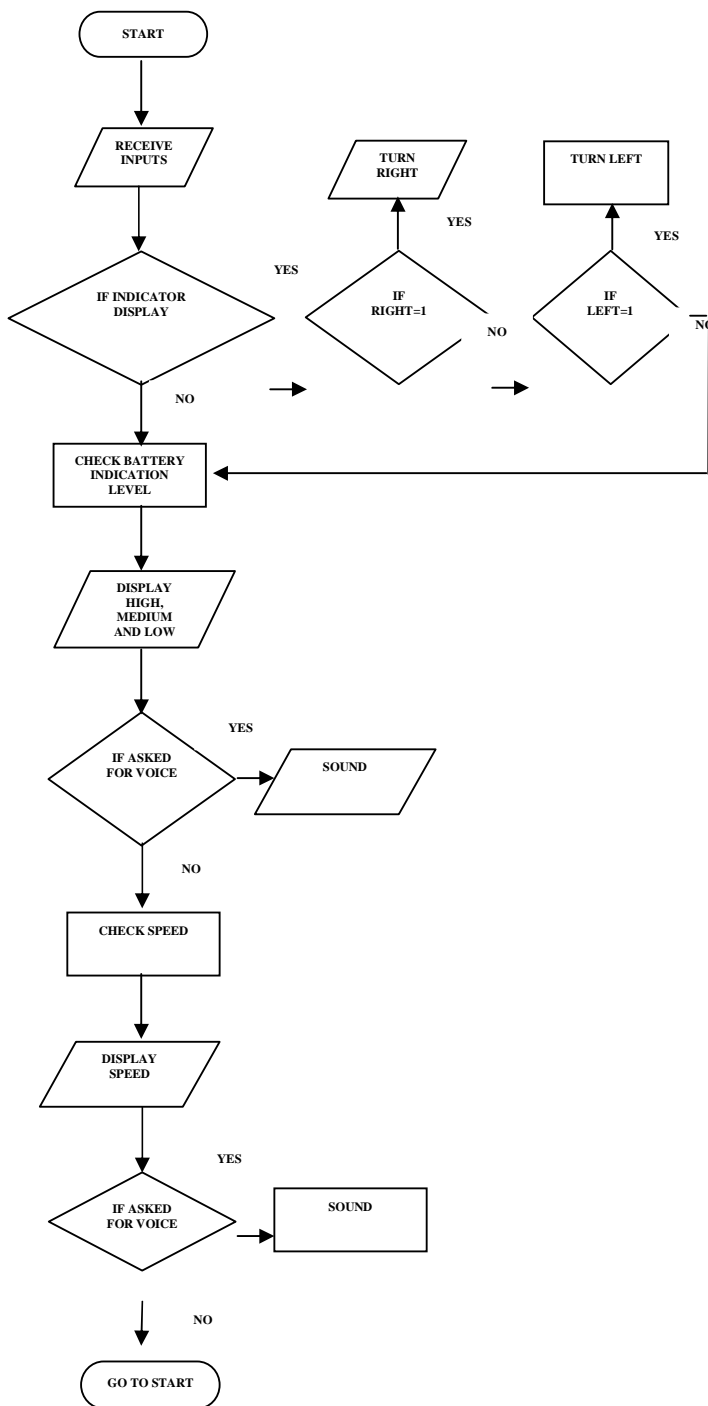 START
RECEIVE
INPUTS
TURN
RIGHT
TURN LEFT
YES
YES
YES
IF INDICATOR
DISPLAY
IF
RIGHT=1
NO
IF
LEFT=1
NO
NO
CHECK BATTERY
INDICATION
LEVEL
DISPLAY
HIGH,
MEDIUM
AND LOW
YES
IF ASKED
FOR VOICE
SOUND
NO
CHECK SPEED
DISPLAY
SPEED
YES
IF ASKED
FOR VOICE
SOUND
NO
GO TO START